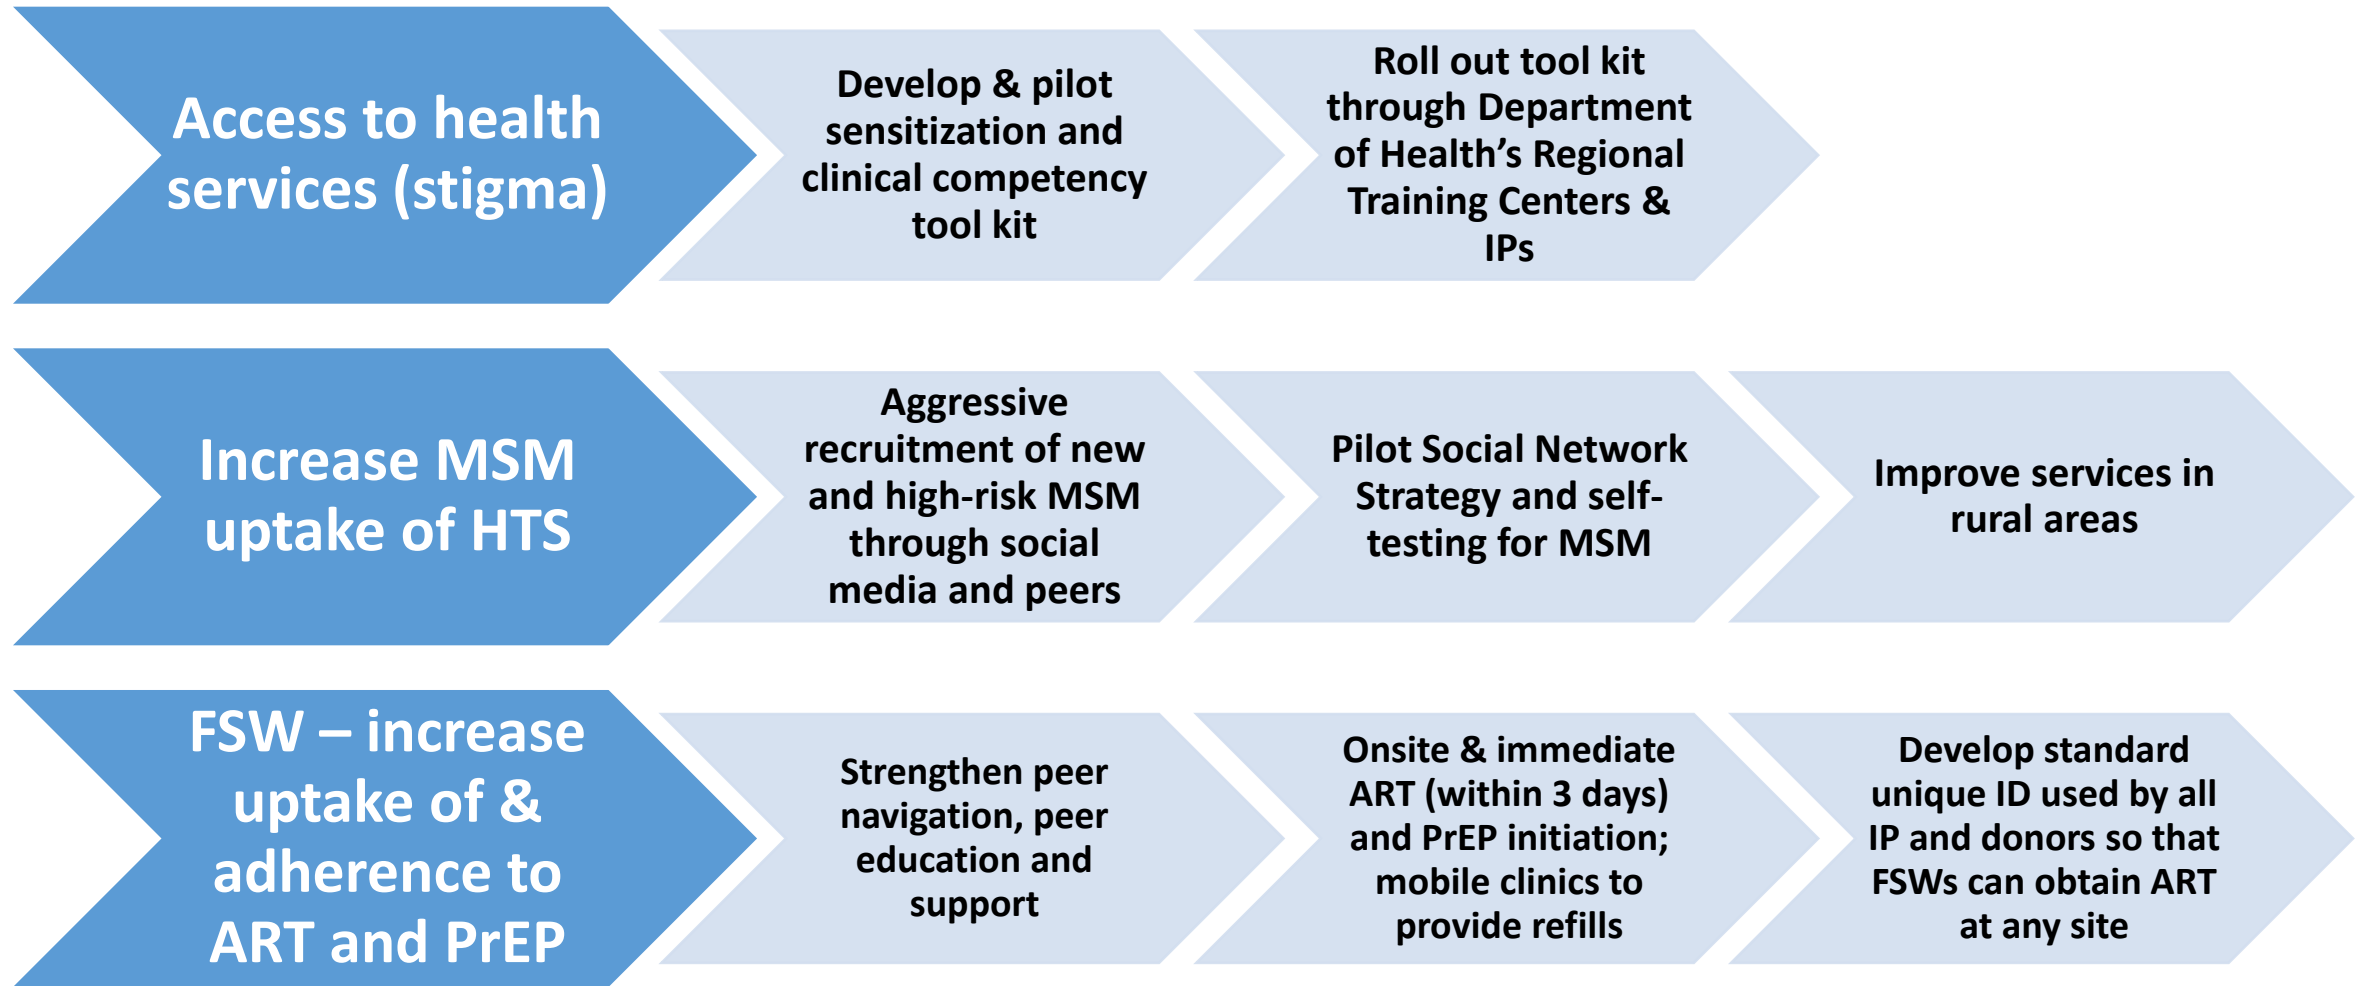 Access to health
services (stigma)
Develop & pilot
sensitization and
clinical competency
tool kit
Roll out tool kit
through Department
of Health’s Regional
Training Centers &
IPs
Increase MSM
uptake of HTS
Aggressive
recruitment of new
and high-risk MSM
through social
media and peers
Pilot Social Network
Strategy and self-
testing for MSM
Improve services in
rural areas
FSW – increase
uptake of &
adherence to
ART and PrEP
Strengthen peer
navigation, peer
education and
support
Onsite & immediate
ART (within 3 days)
and PrEP initiation;
mobile clinics to
provide refills
Develop standard
unique ID used by all
IP and donors so that
FSWs can obtain ART
at any site